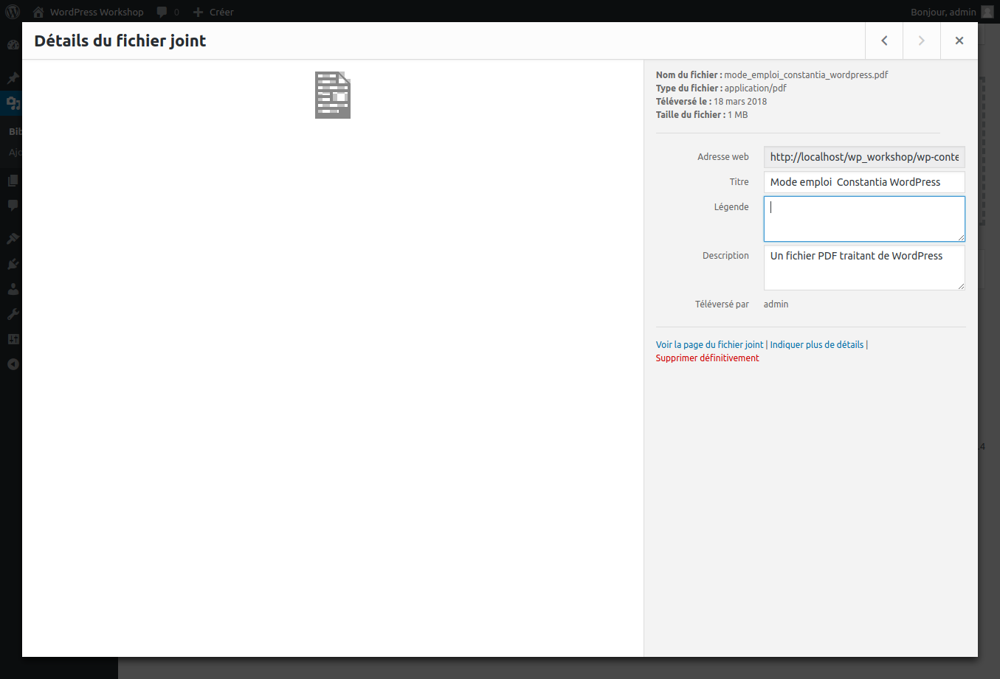 WordPress Workshop 0 Créer Bonjour, admin
Détails du fichier joint
Bib
Ajo
Nom du fichier : mode_emploi_constantia_wordpress.pdf
Type du fichier : application/pdf
Téléversé le : 18 mars 2018
Taille du fichier : 1 MB
Adresse web http://localhost/wp_workshop/wp-conte
Titre Mode emploi  Constantia WordPress
Légende
Description Un fichier PDF traitant de WordPress
Téléversé par admin
Voir la page du fichier joint | Indiquer plus de détails |
Supprimer définitivement
.4